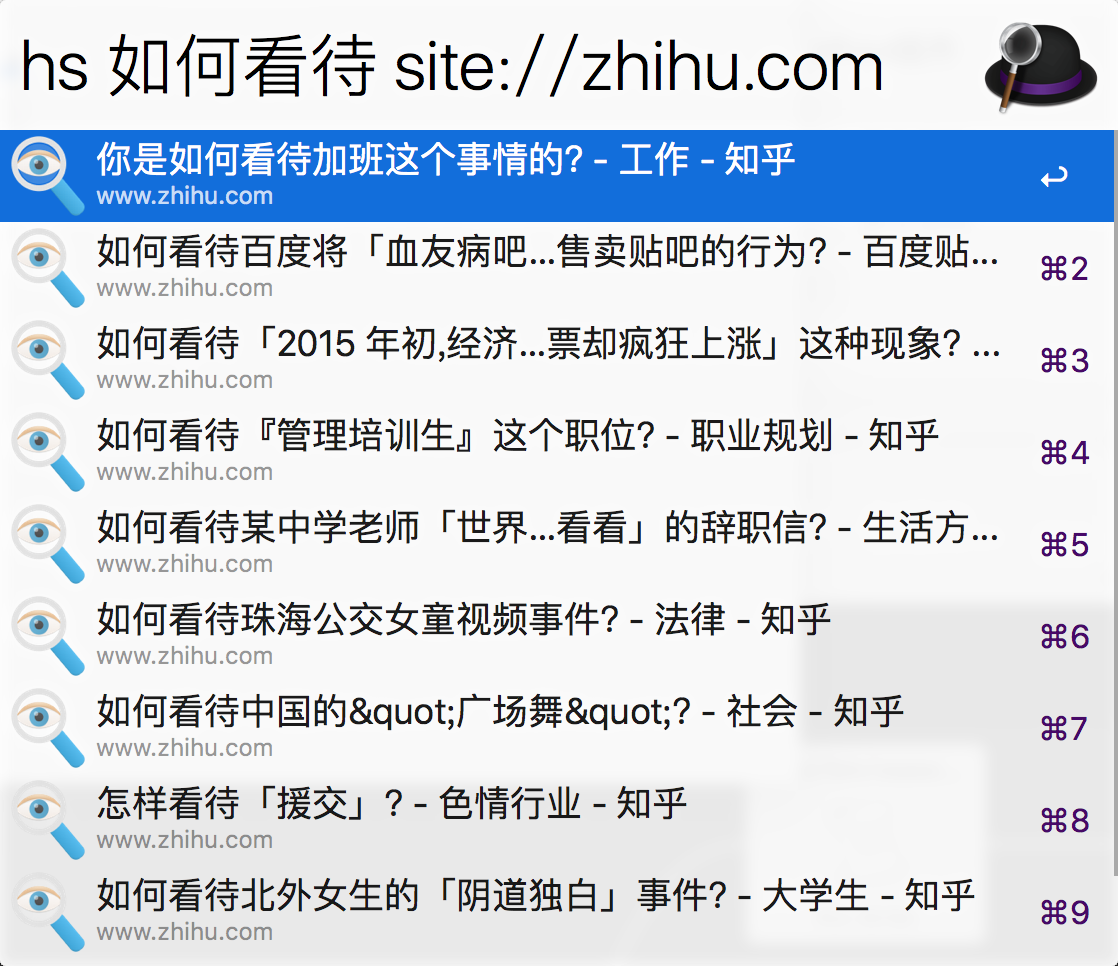 hs 如何看待 site://zhihu.com
你是如何看待加班这个事情的? - 工作 - 知乎
www.zhihu.com
如何看待百度将「血友病吧...售卖贴吧的行为? - 百度贴...
⌘2
www.zhihu.com
如何看待「2015 年初,经济...票却疯狂上涨」这种现象? ...
⌘3
www.zhihu.com
如何看待『管理培训生』这个职位? - 职业规划 - 知乎
⌘4
www.zhihu.com
如何看待某中学老师「世界...看看」的辞职信? - 生活方...
⌘5
www.zhihu.com
如何看待珠海公交女童视频事件? - 法律 - 知乎
⌘6
www.zhihu.com
如何看待中国的&quot;广场舞&quot;? - 社会 - 知乎
⌘7
www.zhihu.com
怎样看待「援交」? - 色情行业 - 知乎
⌘8
www.zhihu.com
如何看待北外女生的「阴道独白」事件? - 大学生 - 知乎
⌘9
www.zhihu.com